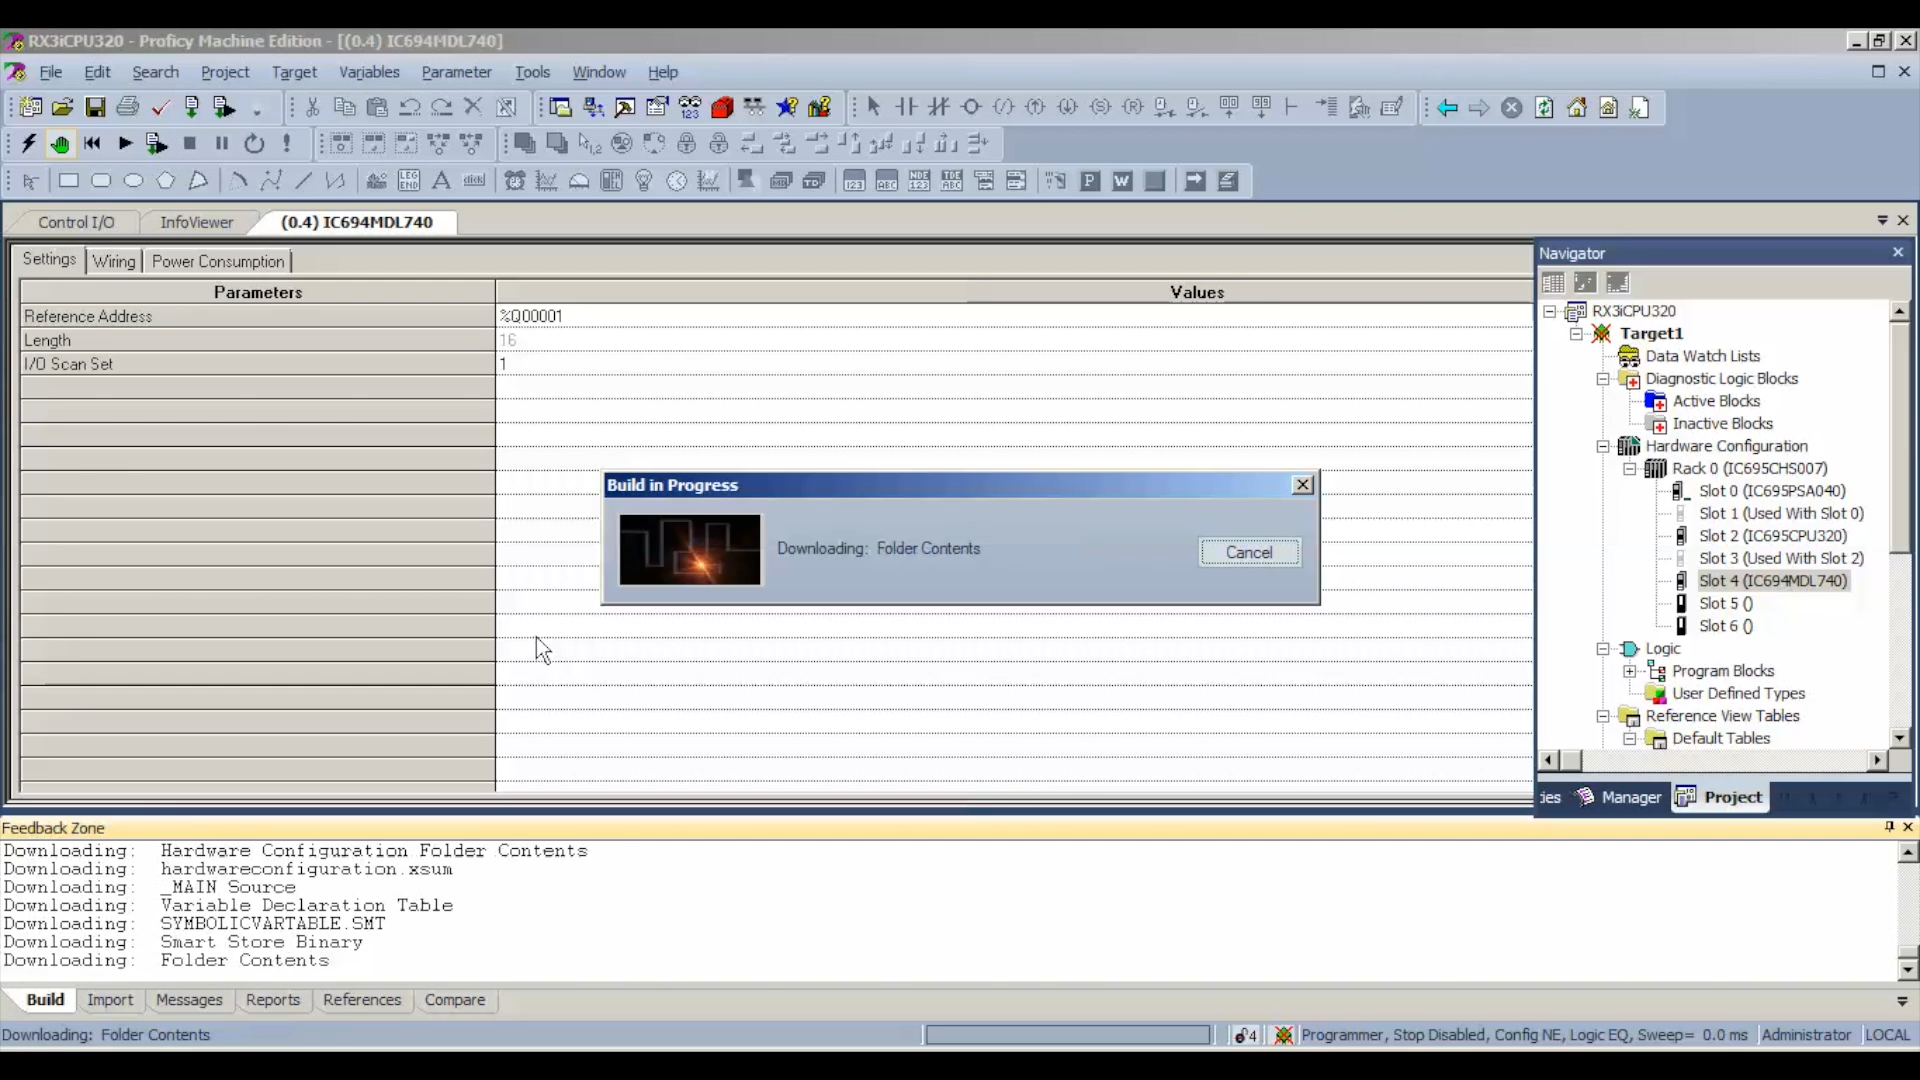 RX3iCPU320 - Proficy Machine Edition - [(0.4) IC694MDL740]
File Edit Search Project Target Variables Parameter Tools Window Help
Control I/O InfoViewer (0.4) IC694MDL740
Settings Wiring Power Consumption
Parameters Values
Reference Address %Q00001
Length 16
I/O Scan Set 1
Build in Progress
Downloading: Folder Contents
Cancel
Navigator
RX3iCPU320
Target1
Data Watch Lists
Diagnostic Logic Blocks
Active Blocks
Inactive Blocks
Hardware Configuration
Rack 0 (IC695CHS007)
Slot 0 (IC695PSA040)
Slot 1 (Used With Slot 0)
Slot 2 (IC695CPU320)
Slot 3 (Used With Slot 2)
Slot 4 (IC694MDL740)
Slot 5 ()
Slot 6 ()
Logic
Program Blocks
User Defined Types
Reference View Tables
Default Tables
ties Manager Project
Feedback Zone
Downloading: Hardware Configuration Folder Contents
Downloading: hardwareconfiguration.xsum
Downloading: _MAIN Source
Downloading: Variable Declaration Table
Downloading: SYMBOLICVARTABLE.SMT
Downloading: Smart Store Binary
Downloading: Folder Contents
Build Import Messages Reports References Compare
Downloading: Folder Contents
4 Programmer, Stop Disabled, Config NE, Logic EQ, Sweep= 0.0 ms Administrator LOCAL